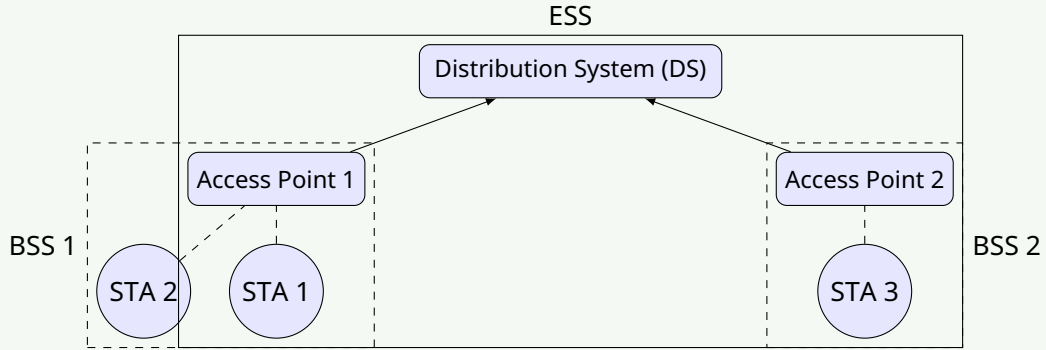 ESS
Distribution System (DS)
Access Point 1
Access Point 2
BSS 1
BSS 2
STA 2
STA 1
STA 3